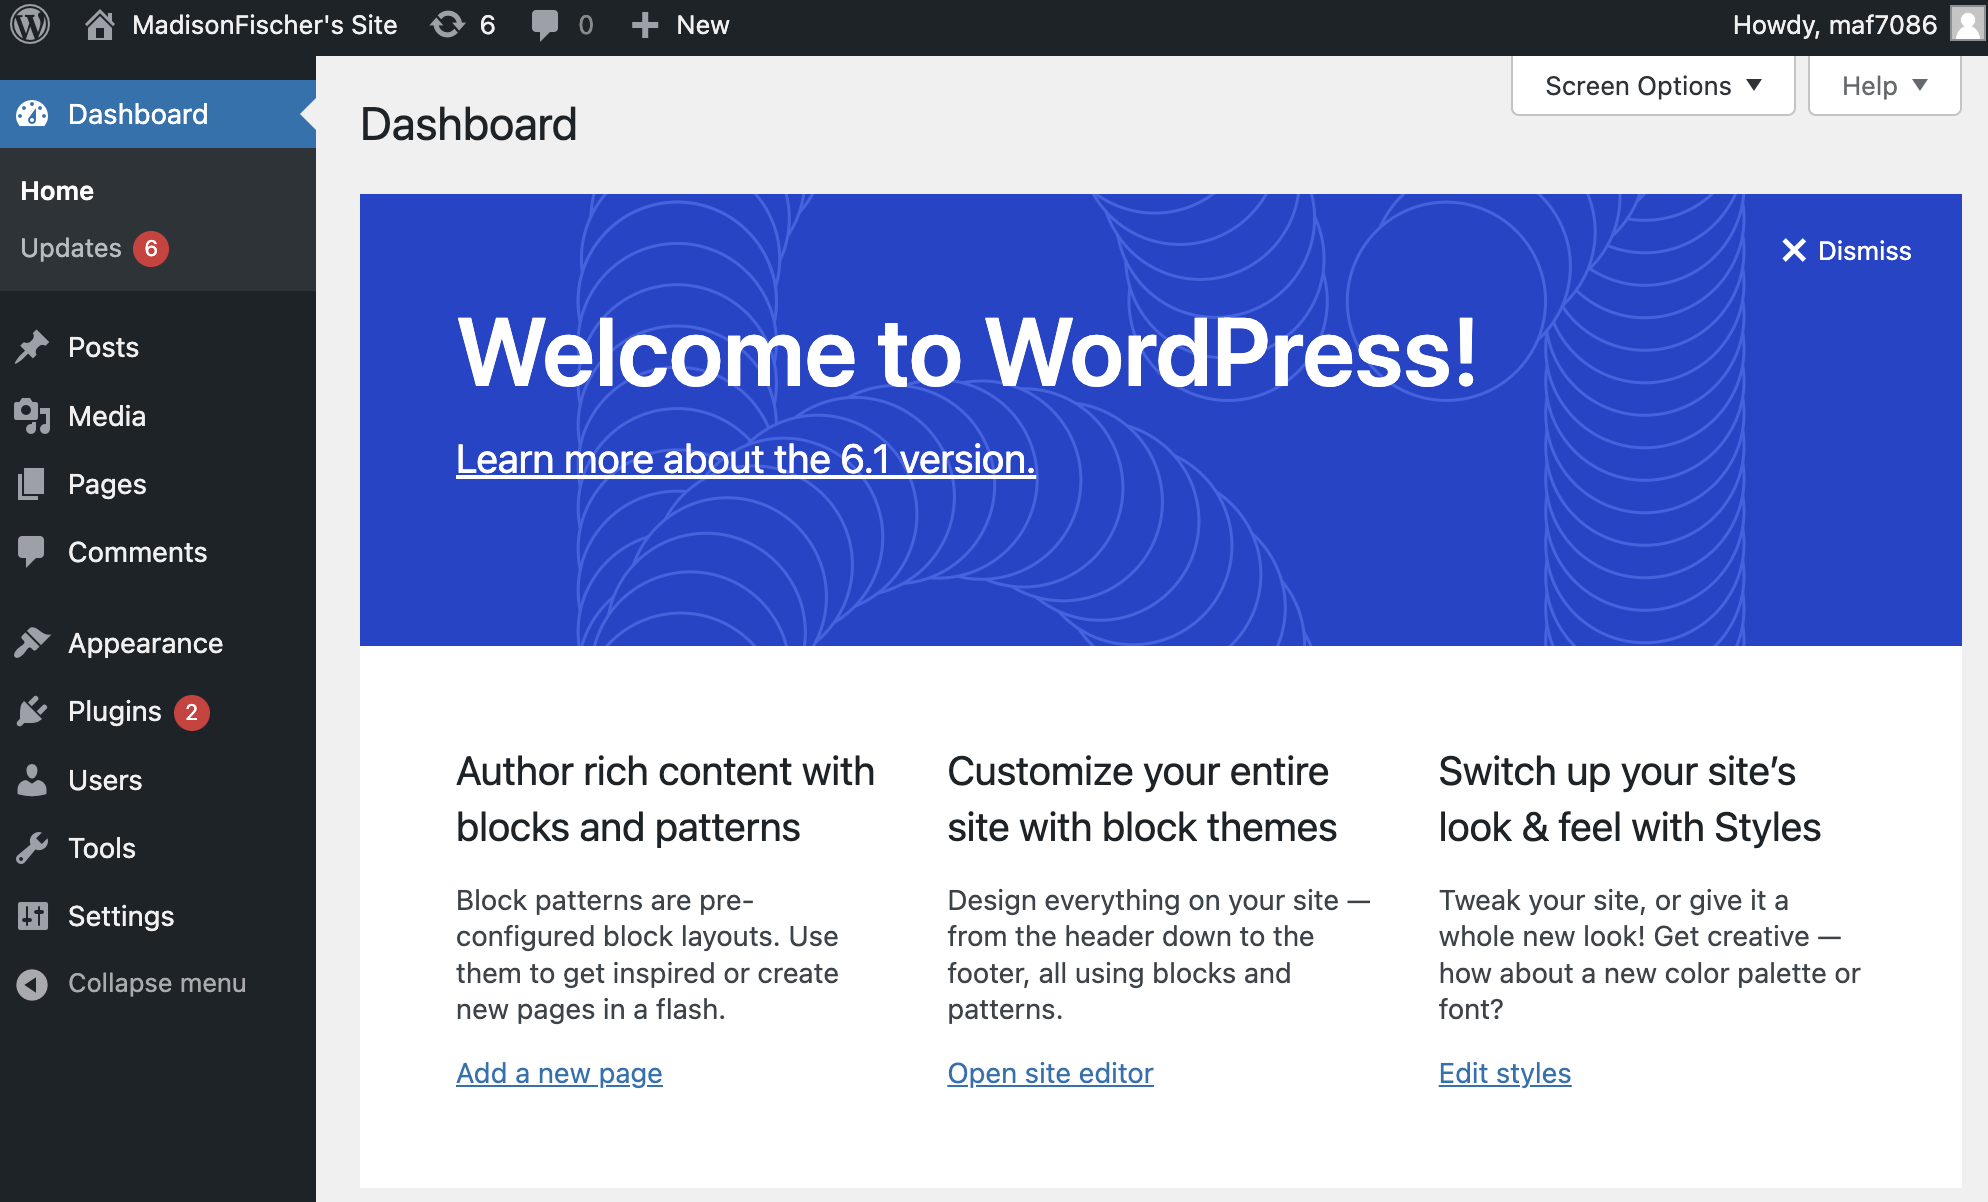 MadisonFischer's Site 6 0 New Howdy, maf7086
Screen Options Help
Dashboard
Home
Updates 6
Posts
Media
Pages
Comments
Appearance
Plugins 2
Users
Tools
Settings
Collapse menu
Dashboard
Dismiss
Welcome to WordPress!
Learn more about the 6.1 version.
Author rich content with
blocks and patterns
Block patterns are pre-
configured block layouts. Use
them to get inspired or create
new pages in a flash.
Add a new page
Customize your entire
site with block themes
Design everything on your site —
from the header down to the
footer, all using blocks and
patterns.
Open site editor
Switch up your site’s
look & feel with Styles
Tweak your site, or give it a
whole new look! Get creative —
how about a new color palette or
font?
Edit styles